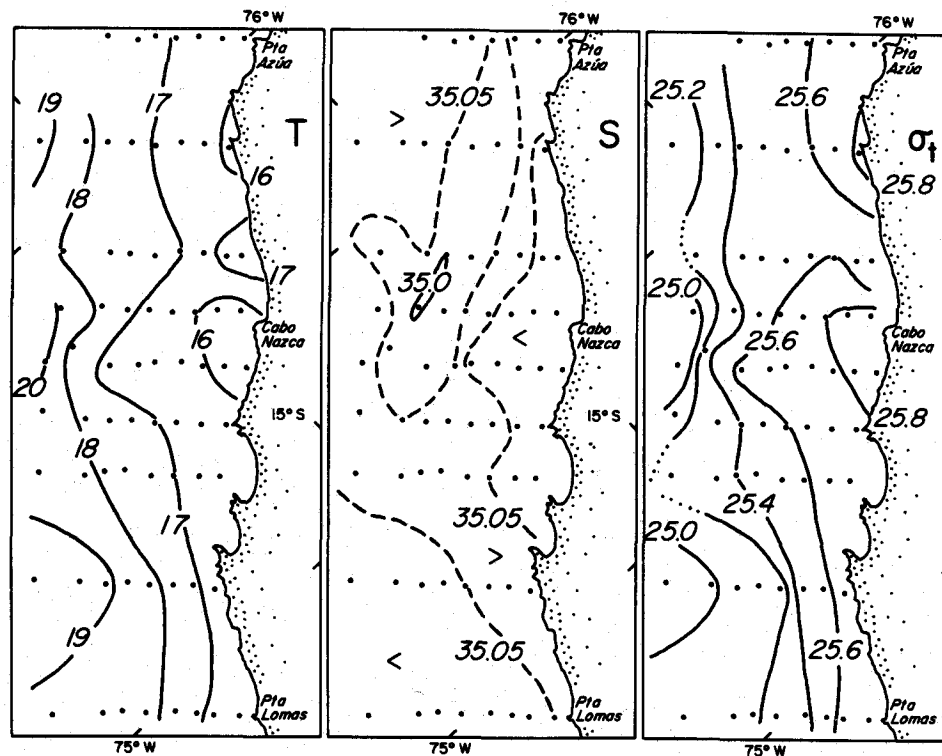 76° W
Pta
Azúa
19
17
T
18
16
17
Cabo
Nazca
16
20
18
17
19
Pta
Lomas
75° W
76° W
Pta
Azúa
35.05
>
S
35.0
<
Cabo
Nazca
15° S
35.05
>
35.05
<
Pta
Lomas
75° W
76° W
Pta
Azúa
25.2
25.6
σt
25.8
25.0
25.6
Cabo
Nazca
25.8
25.4
25.0
25.6
Pta
Lomas
75° W